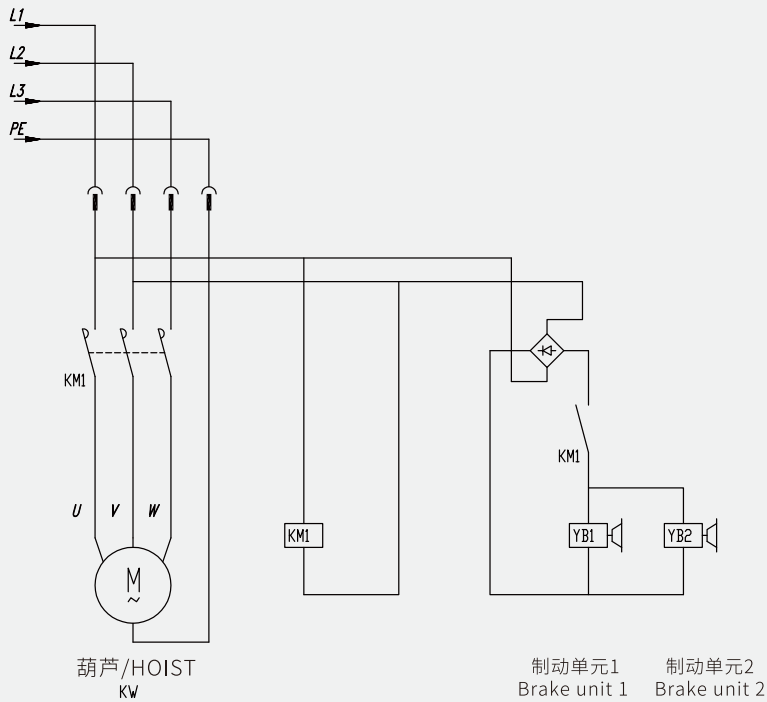 L1
L2
L3
PE
KM1
KM1
U V W
KM1
YB1
YB2
M
~
葫芦/HOIST
KW
制动单元1
Brake unit 1
制动单元2
Brake unit 2